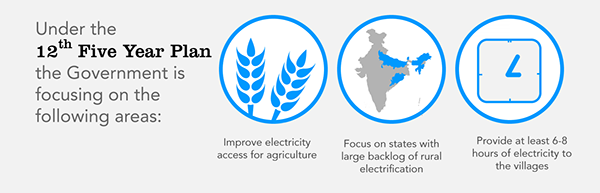 Under the
12th Five Year Plan
the Government is
focusing on the
following areas:
Improve electricity
access for agriculture
Focus on states with
large backlog of rural
electrification
Provide at least 6-8
hours of electricity to
the villages